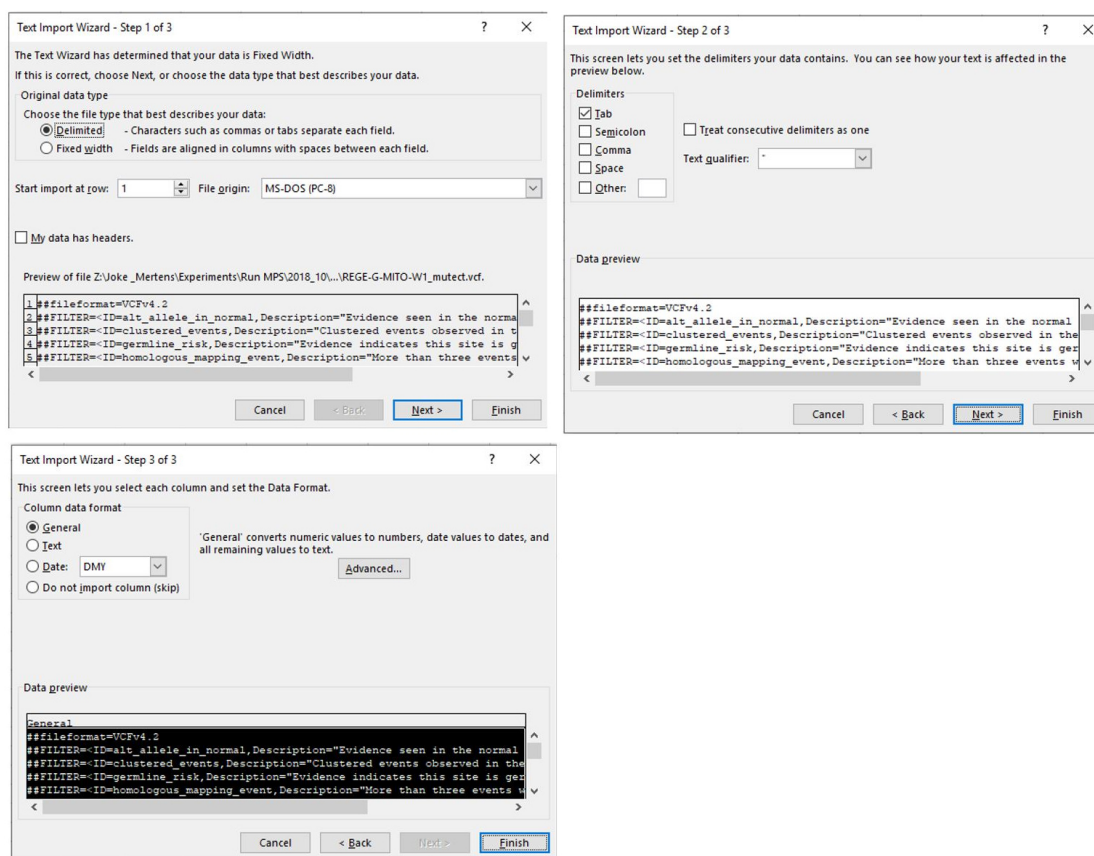 Text Import Wizard - Step 1 of 3
The Text Wizard has determined that your data is Fixed Width.
If this is correct, choose Next, or choose the data type that best describes your data.
Original data type
Choose the file type that best describes your data:
Delimited - Characters such as commas or tabs separate each field.
Fixed width - Fields are aligned in columns with spaces between each field.
Start import at row: 1 File origin: MS-DOS (PC-8)
My data has headers.
Preview of file Z:\Joke _Mertens\Experiments\Run MPS\2018_10\...\REGE-G-MITO-W1_mutect.vcf.
1 ##fileformat=VCFv4.2
2 ##FILTER=<ID=alt_allele_in_normal,Description="Evidence seen in the norma
3 ##FILTER=<ID=clustered_events,Description="Clustered events observed in t
4 ##FILTER=<ID=germline_risk,Description="Evidence indicates this site is g
5 ##FILTER=<ID=homologous_mapping_event,Description="More than three events
Cancel < Back Next > Finish
Text Import Wizard - Step 2 of 3
This screen lets you set the delimiters your data contains. You can see how your text is affected in the
preview below.
Delimiters
Tab
Semicolon
Comma
Space
Other:
Treat consecutive delimiters as one
Text qualifier: "
Data preview
##fileformat=VCFv4.2
##FILTER=<ID=alt_allele_in_normal,Description="Evidence seen in the normal
##FILTER=<ID=clustered_events,Description="Clustered events observed in the
##FILTER=<ID=germline_risk,Description="Evidence indicates this site is ger
##FILTER=<ID=homologous_mapping_event,Description="More than three events w
Cancel < Back Next > Finish
Text Import Wizard - Step 3 of 3
This screen lets you select each column and set the Data Format.
Column data format
General
Text
Date: DMY
Do not import column (skip)
'General' converts numeric values to numbers, date values to dates, and
all remaining values to text.
Advanced...
Data preview
General
##fileformat=VCFv4.2
##FILTER=<ID=alt_allele_in_normal,Description="Evidence seen in the normal
##FILTER=<ID=clustered_events,Description="Clustered events observed in the
##FILTER=<ID=germline_risk,Description="Evidence indicates this site is ger
##FILTER=<ID=homologous_mapping_event,Description="More than three events w
Cancel < Back Next > Finish